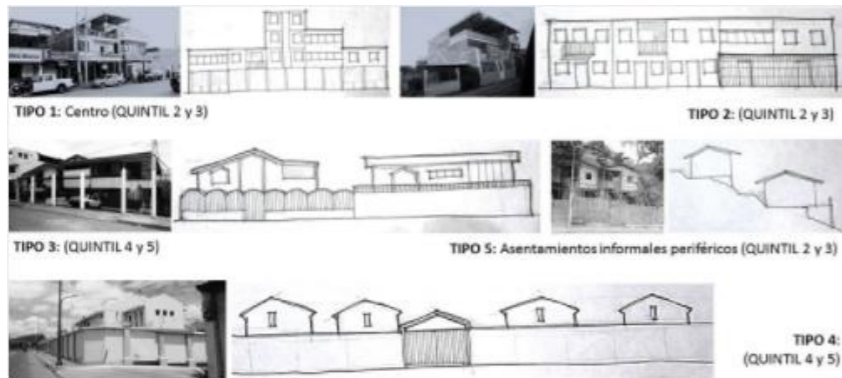 TIPO 1: Centro (QUINTIL 2 y 3)
TIPO 2: (QUINTIL 2 y 3)
TIPO 3: (QUINTIL 4 y 5)
TIPO 5: Asentamientos informales periféricos (QUINTIL 2 y 3)
TIPO 4:
(QUINTIL 4 y 5)